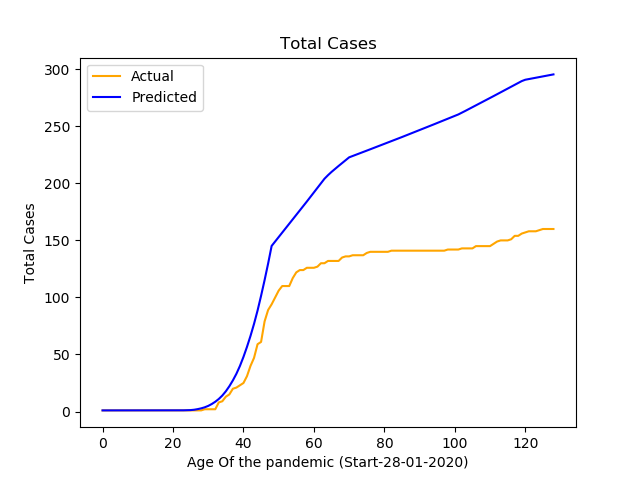 Total Cases
Actual
Predicted
300
250
200
150
100
50
0
Total Cases
0 20 40 60 80 100 120
Age Of the pandemic (Start-28-01-2020)